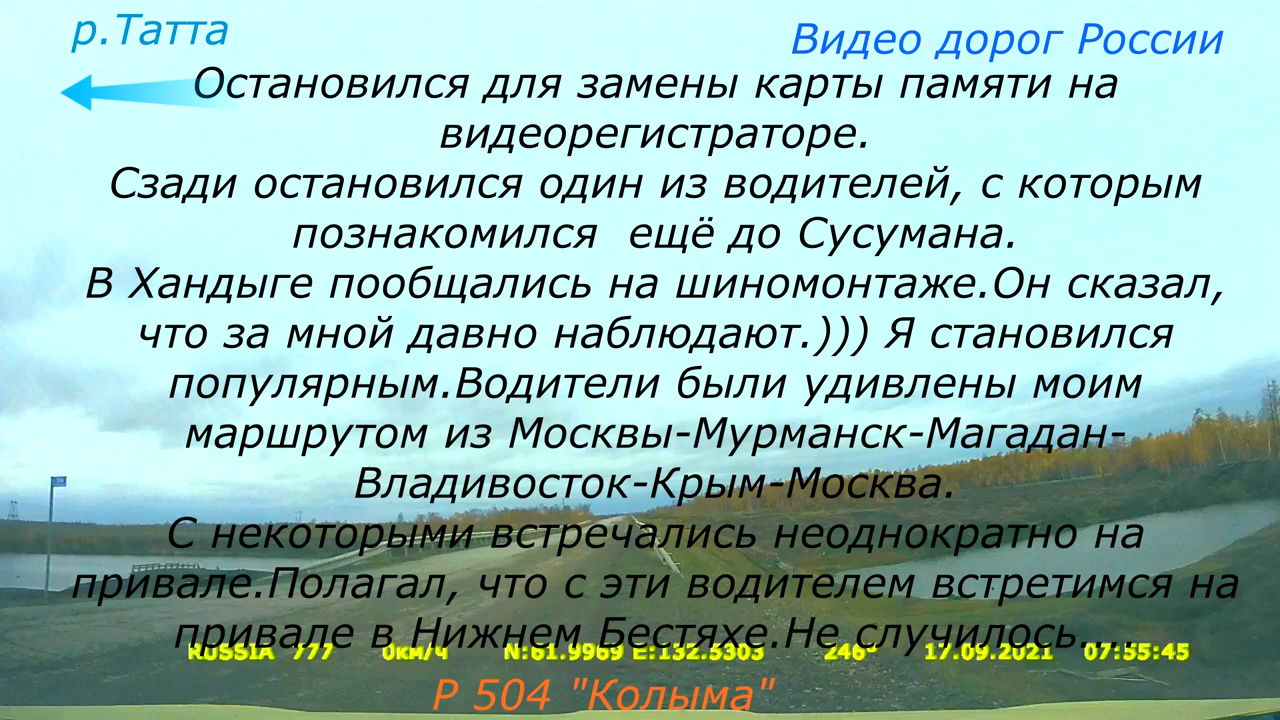 р.Татта
Видео дорог России
Остановился для замены карты памяти на
видеорегистраторе.
Сзади остановился один из водителей, с которым
познакомился  ещё до Сусумана.
В Хандыге пообщались на шиномонтаже.Он сказал,
что за мной давно наблюдают.))) Я становился
популярным.Водители были удивлены моим
маршрутом из Москвы-Мурманск-Магадан-
Владивосток-Крым-Москва.
С некоторыми встречались неоднократно на
привале.Полагал, что с эти водителем встретимся на
привале в Нижнем Бестяхе.Не случилось....
RUSSIA 777 0км/ч N:61.9969 E:132.5303 246° 17.09.2021 07:55:45
Р 504 "Колыма"